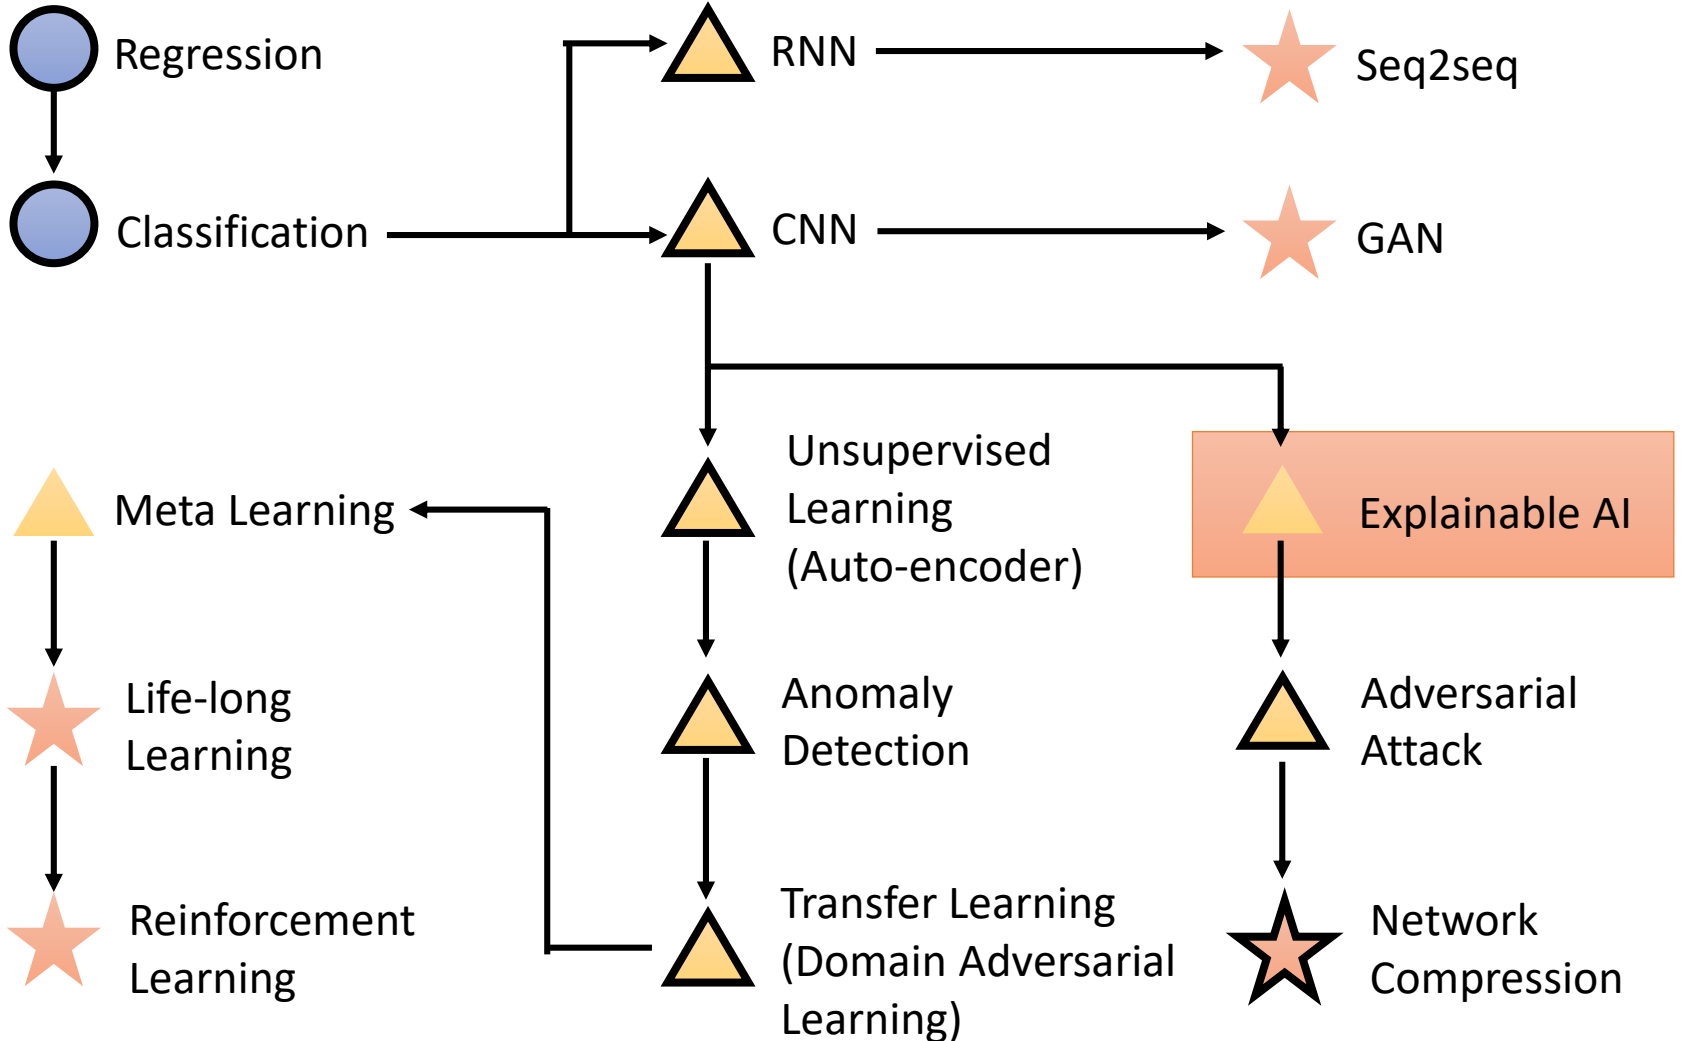 Regression
RNN
Seq2seq
Classification
CNN
GAN
Unsupervised
Learning
(Auto-encoder)
Meta Learning
Explainable AI
Life-long
Learning
Anomaly
Detection
Adversarial
Attack
Reinforcement
Learning
Transfer Learning
(Domain Adversarial
Learning)
Network
Compression